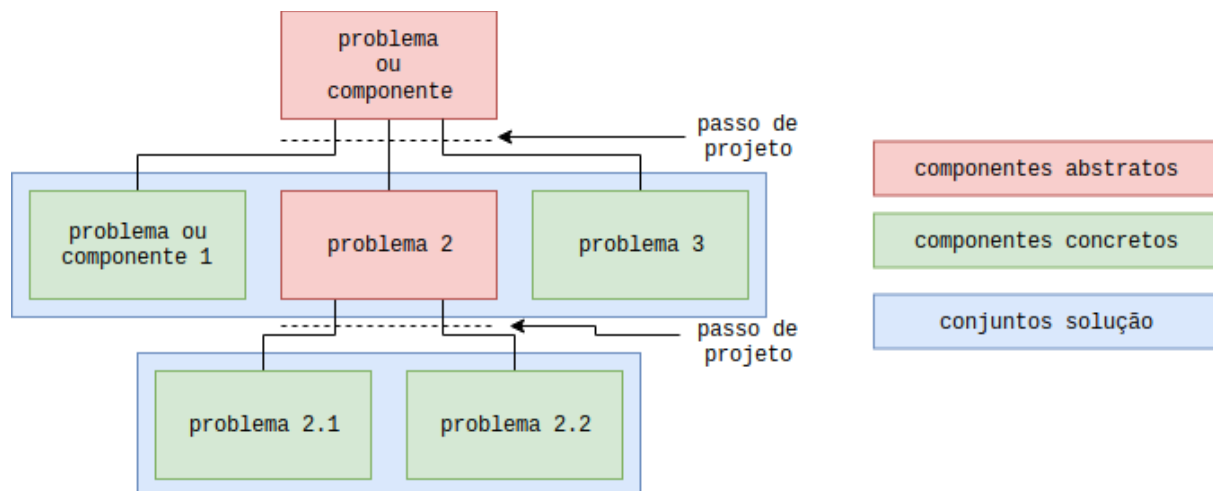 problema
ou
componente
passo de
projeto
componentes abstratos
problema ou
componente 1
problema 2
problema 3
componentes concretos
conjuntos solução
passo de
projeto
problema 2.1
problema 2.2